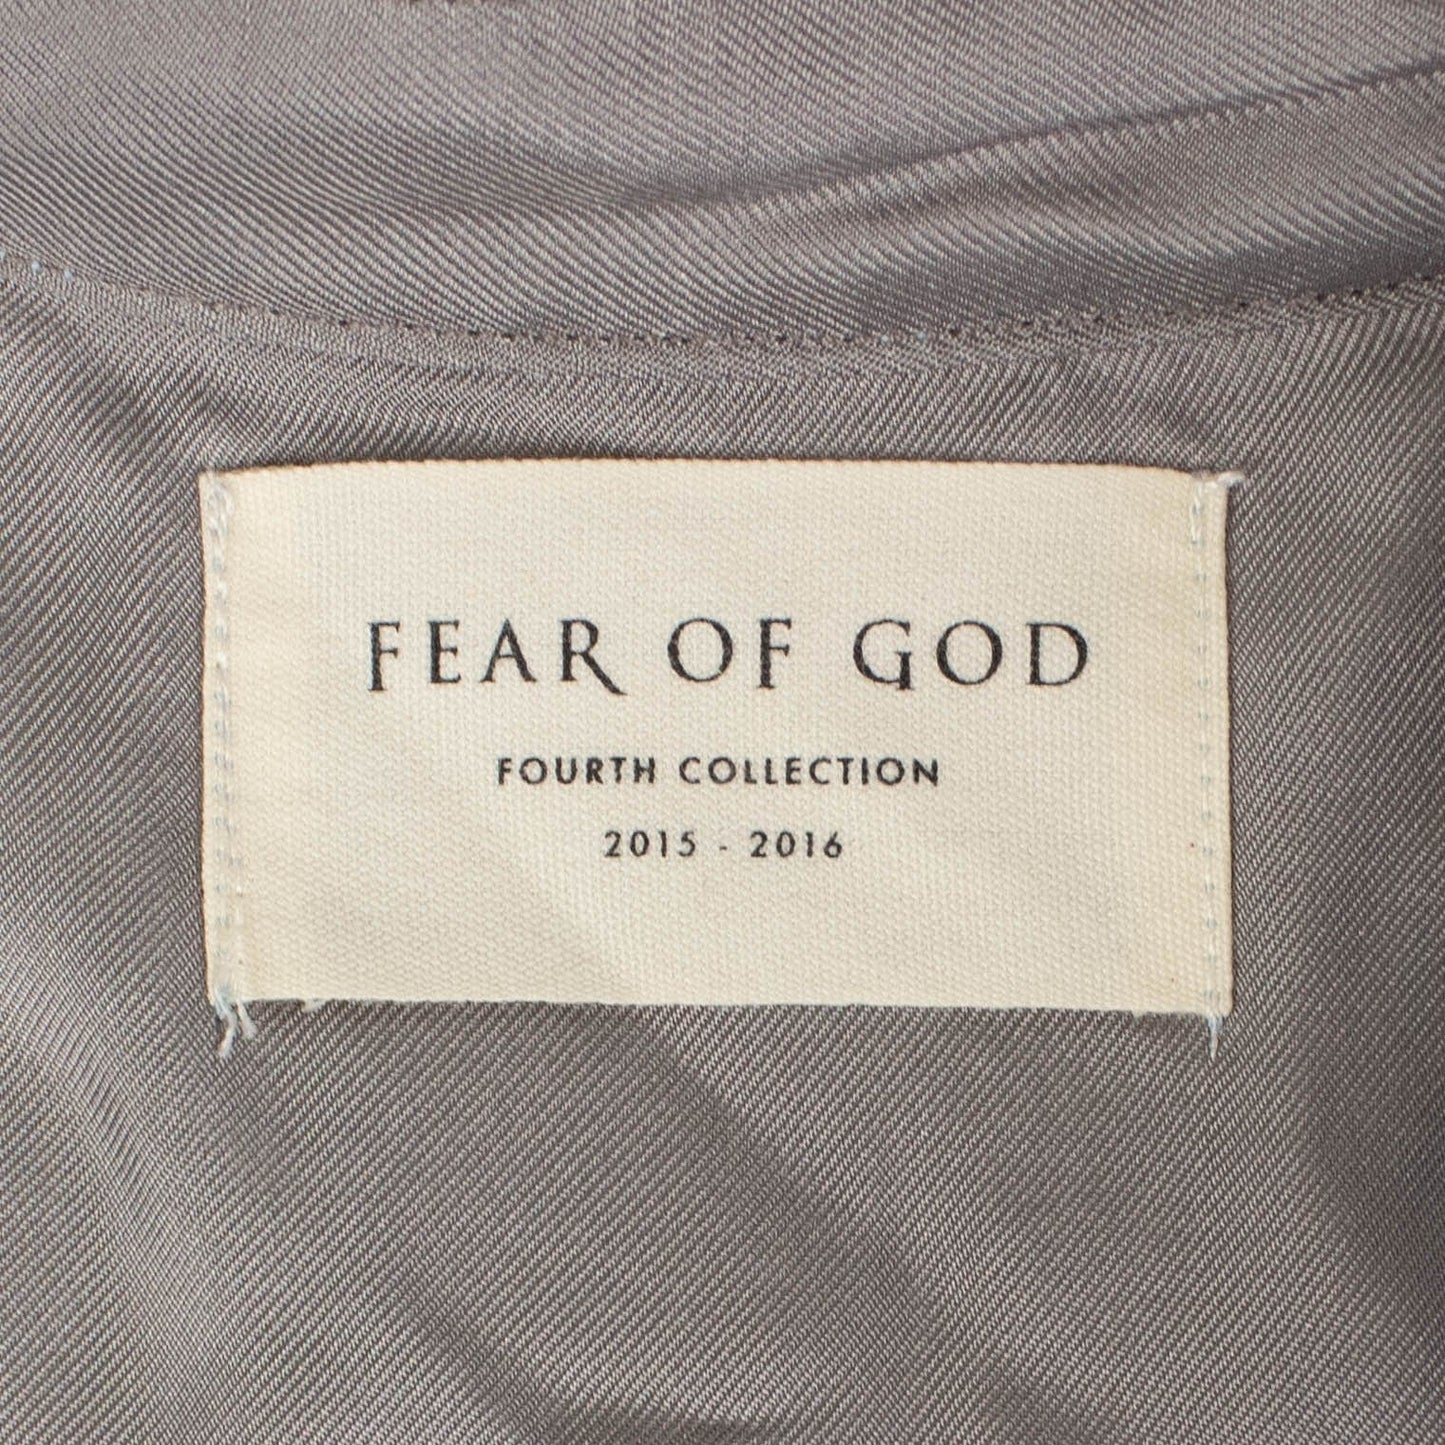 FEAR OF GOD
FOURTH COLLECTION
2015 - 2016